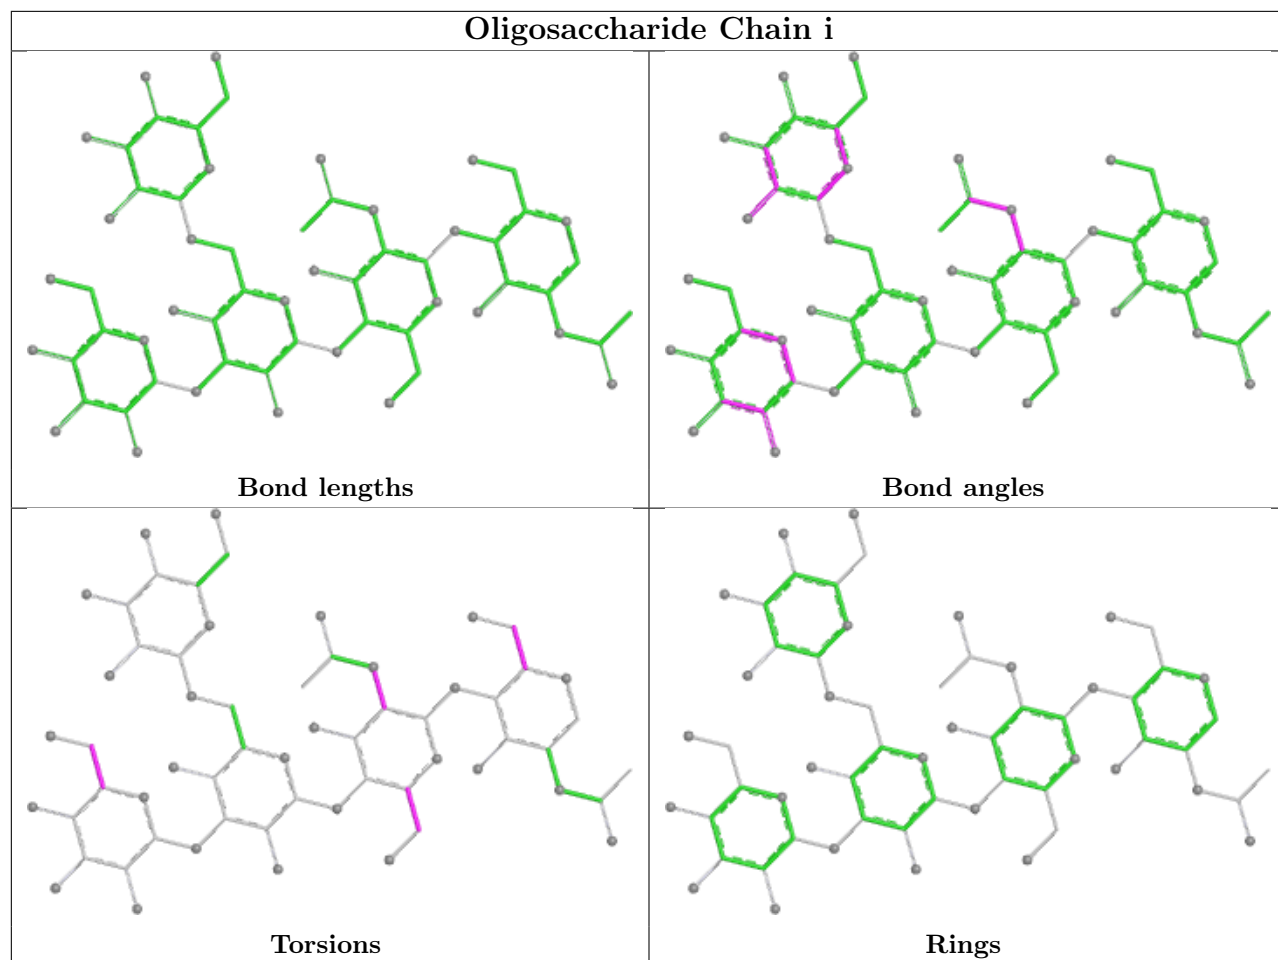 Oligosaccharide Chain i
Bond lengths
Bond angles
Torsions
Rings